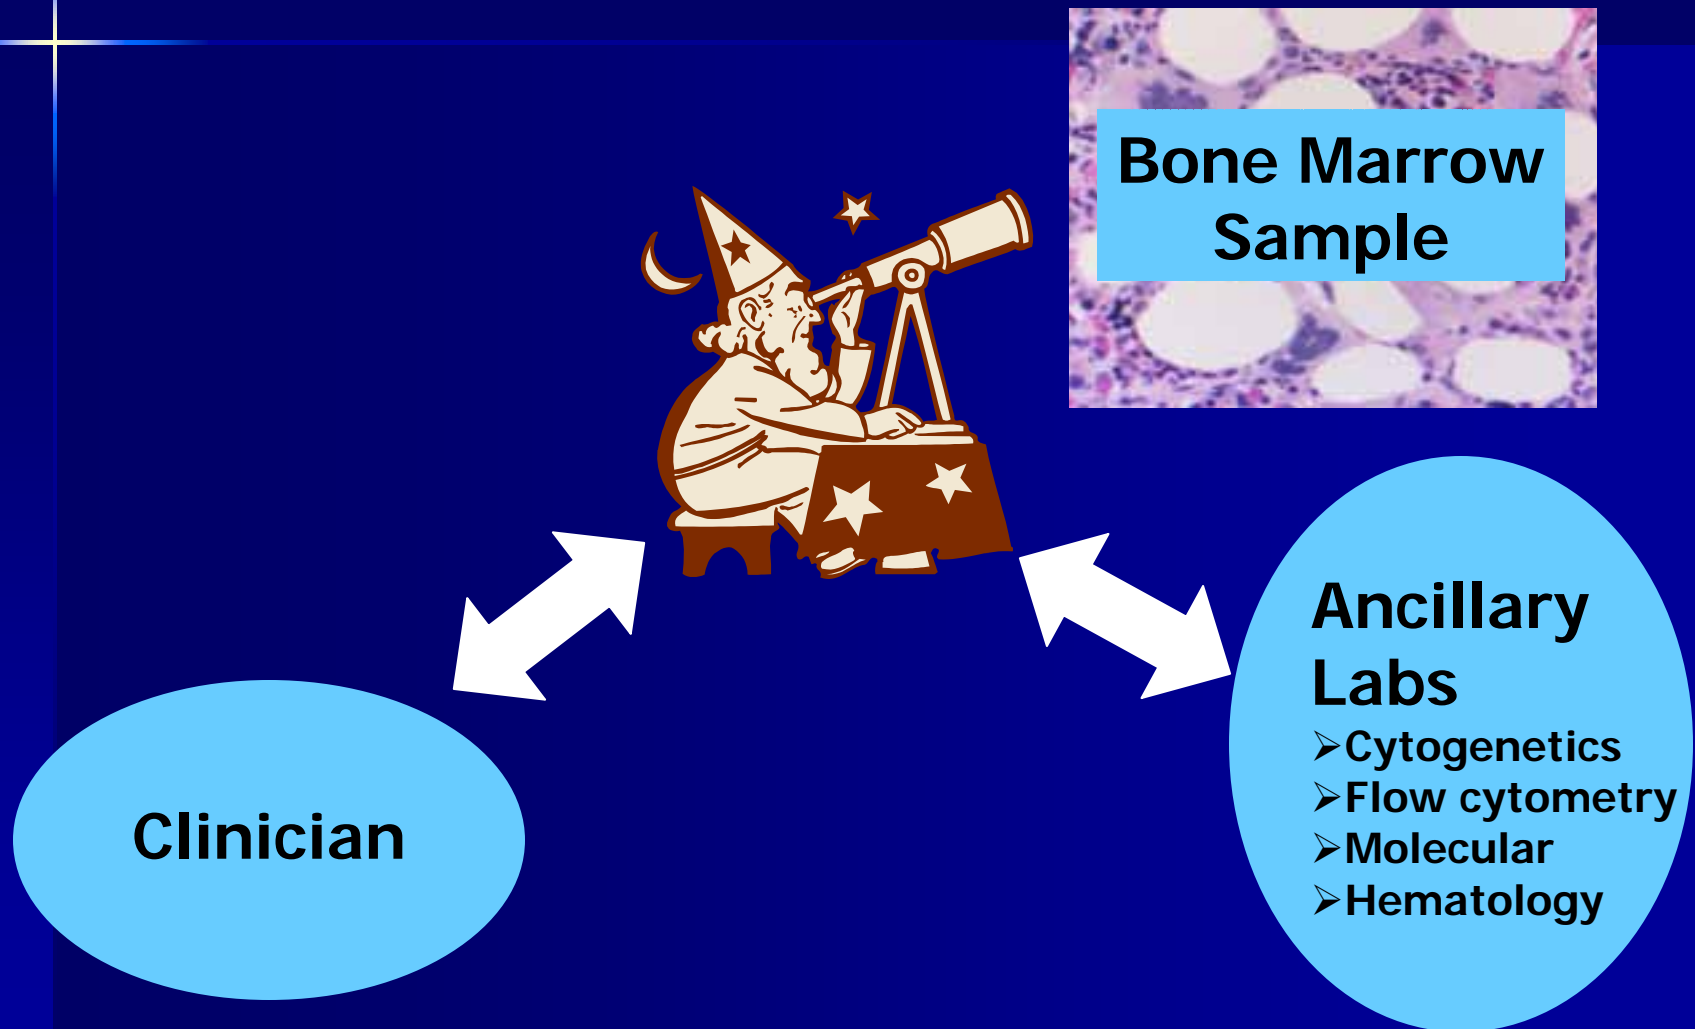 Bone Marrow
Sample
Clinician
Ancillary
Labs
➢Cytogenetics
➢Flow cytometry
➢Molecular
➢Hematology